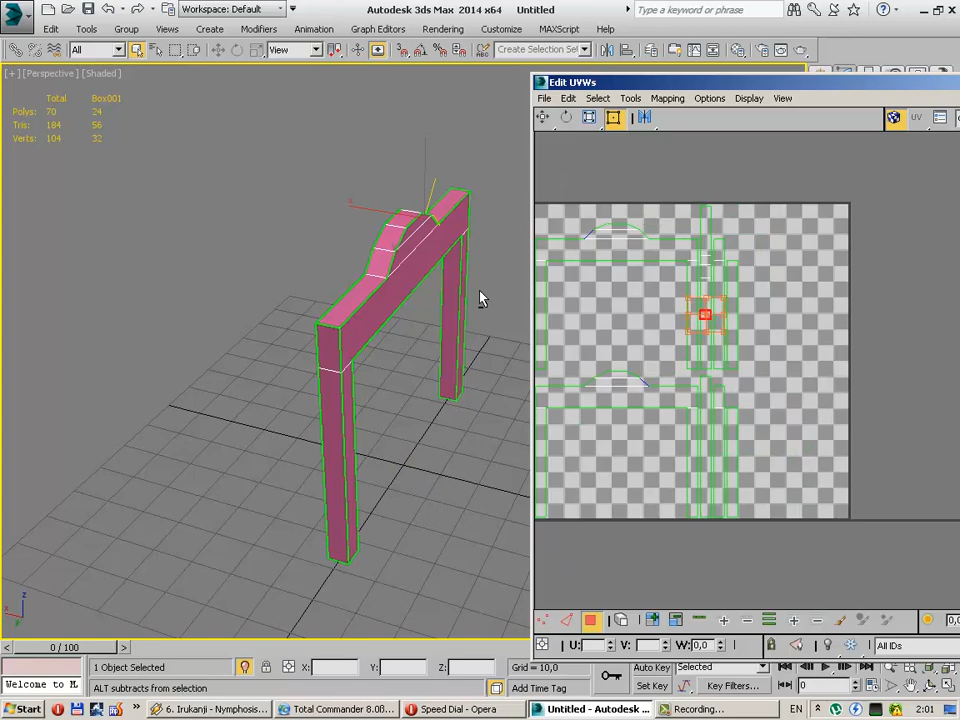 Workspace: Default
Autodesk 3ds Max 2014 x64
Untitled
Type a keyword or phrase
Edit Tools Group Views Create Modifiers Animation Graph Editors Rendering Customize MAXScript Help
All
View
Create Selection Se
[+] [Perspective] [Shaded]
Total Box001
Polys: 70 24
Tris: 184 56
Verts: 104 32
Edit UVWs
File Edit Select Tools Mapping Options Display View
UV
x
z
x
y
U: V: W: 0,0
All IDs
0,0
0 / 100
1 Object Selected
X: Y: Z:
Grid = 10,0
Auto Key
Selected
0
Welcome to M
ALT subtracts from selection
Add Time Tag
Set Key
Key Filters...
Start
6. Irukanji - Nymphosis...
Total Commander 8.0...
Speed Dial - Opera
Untitled - Autodesk ...
Recording...
2:01